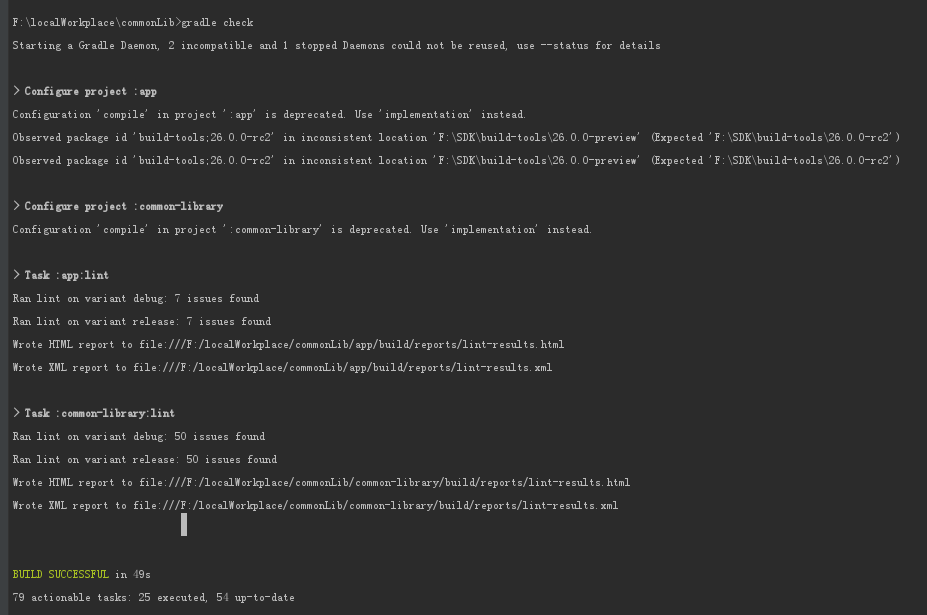 F:\localWorkplace\commonLib>gradle check
Starting a Gradle Daemon, 2 incompatible and 1 stopped Daemons could not be reused, use --status for details
> Configure project :app
Configuration 'compile' in project ':app' is deprecated. Use 'implementation' instead.
Observed package id 'build-tools;26.0.0-rc2' in inconsistent location 'F:\SDK\build-tools\26.0.0-preview' (Expected 'F:\SDK\build-tools\26.0.0-rc2')
Observed package id 'build-tools;26.0.0-rc2' in inconsistent location 'F:\SDK\build-tools\26.0.0-preview' (Expected 'F:\SDK\build-tools\26.0.0-rc2')
> Configure project :common-library
Configuration 'compile' in project ':common-library' is deprecated. Use 'implementation' instead.
> Task :app:lint
Ran lint on variant debug: 7 issues found
Ran lint on variant release: 7 issues found
Wrote HTML report to file:///F:/localWorkplace/commonLib/app/build/reports/lint-results.html
Wrote XML report to file:///F:/localWorkplace/commonLib/app/build/reports/lint-results.xml
> Task :common-library:lint
Ran lint on variant debug: 50 issues found
Ran lint on variant release: 50 issues found
Wrote HTML report to file:///F:/localWorkplace/commonLib/common-library/build/reports/lint-results.html
Wrote XML report to file:///F:/localWorkplace/commonLib/common-library/build/reports/lint-results.xml
BUILD SUCCESSFUL in 49s
79 actionable tasks: 25 executed, 54 up-to-date